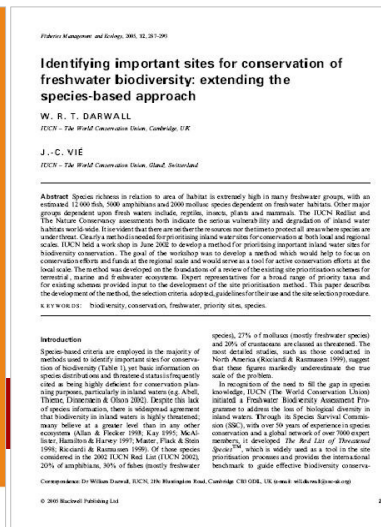 Fisheries Management and Ecology, 2005, 12, 287–293
Identifying important sites for conservation of
freshwater biodiversity: extending the
species-based approach
W. R. T. DARWALL
IUCN – The World Conservation Union, Cambridge, UK
J.-C. VIÉ
IUCN – The World Conservation Union, Gland, Switzerland
Abstract Species richness in relation to area of habitat is extremely high in many freshwater groups, with an
estimated 12 000 fish, 5000 amphibians and 2000 mollusc species dependent on freshwater habitats. Other major
groups dependent upon fresh waters include, reptiles, insects, plants and mammals. The IUCN Redlist and
The Nature Conservancy assessments both indicate the serious vulnerability and degradation of inland water
habitats world-wide. It is evident that there are neither the resources nor the time to protect all areas where species are
under threat. Clearly a method is needed for prioritising inland water sites for conservation at both local and regional
scales. IUCN held a work shop in June 2002 to develop a method for prioritising important inland water sites for
biodiversity conservation. The goal of the workshop was to develop a method which would help to focus on
conservation efforts and funds at the regional scale and would serve as a tool for active conservation efforts at the
local scale. The method was developed on the foundations of a review of the existing site prioritisation schemes for
terrestrial, marine and freshwater ecosystems. Expert representatives for a broad range of priority taxa and
for existing schemes provided input to the development of the site prioritisation method. This paper describes
the development of the method, the selection criteria adopted, guidelines for their use and the site selection procedure.
KEYWORDS: biodiversity, conservation, freshwater, priority sites, species.
Introduction
Species-based criteria are employed in the majority of
methods used to identify important sites for conserva-
tion of biodiversity (Table 1), yet basic information on
species distributions and threatened status is frequently
cited as being highly deficient for conservation plan-
ning purposes, particularly in inland waters (e.g. Abell,
Thieme, Dinerstein & Olson 2002). Despite this lack
of species information, there is widespread agreement
that biodiversity in inland waters is highly threatened;
many believe at a greater level than in any other
ecosystem (Allan & Flecker 1993; Kay 1995; McAl-
lister, Hamilton & Harvey 1997; Master, Flack & Stein
1998; Ricciardi & Rasmussen 1999). Of those species
considered in the 2002 IUCN Red List (IUCN 2002),
20% of amphibians, 30% of fishes (mostly freshwater
species), 27% of molluscs (mostly freshwater species)
and 20% of crustaceans are classed as threatened. The
most detailed studies, such as those conducted in
North America (Ricciardi & Rasmussen 1999), suggest
that these figures markedly underestimate the true
scale of the problem.
In recognition of the need to fill the gap in species
knowledge, IUCN (The World Conservation Union)
initiated a Freshwater Biodiversity Assessment Pro-
gramme to address the loss of biological diversity in
inland waters. Through its Species Survival Commis-
sion (SSC), with over 50 years of experience in species
conservation and a global network of over 7000 expert
members, it developed The Red List of Threatened
Species™, which is widely used as a tool in the site
prioritisation processes and provides the international
benchmark to guide effective biodiversity conserva-
Correspondence: Dr William Darwall, IUCN, 219c Huntingdon Road, Cambridge CB3 0DL, UK
© 2005 Blackwell Publishing Ltd